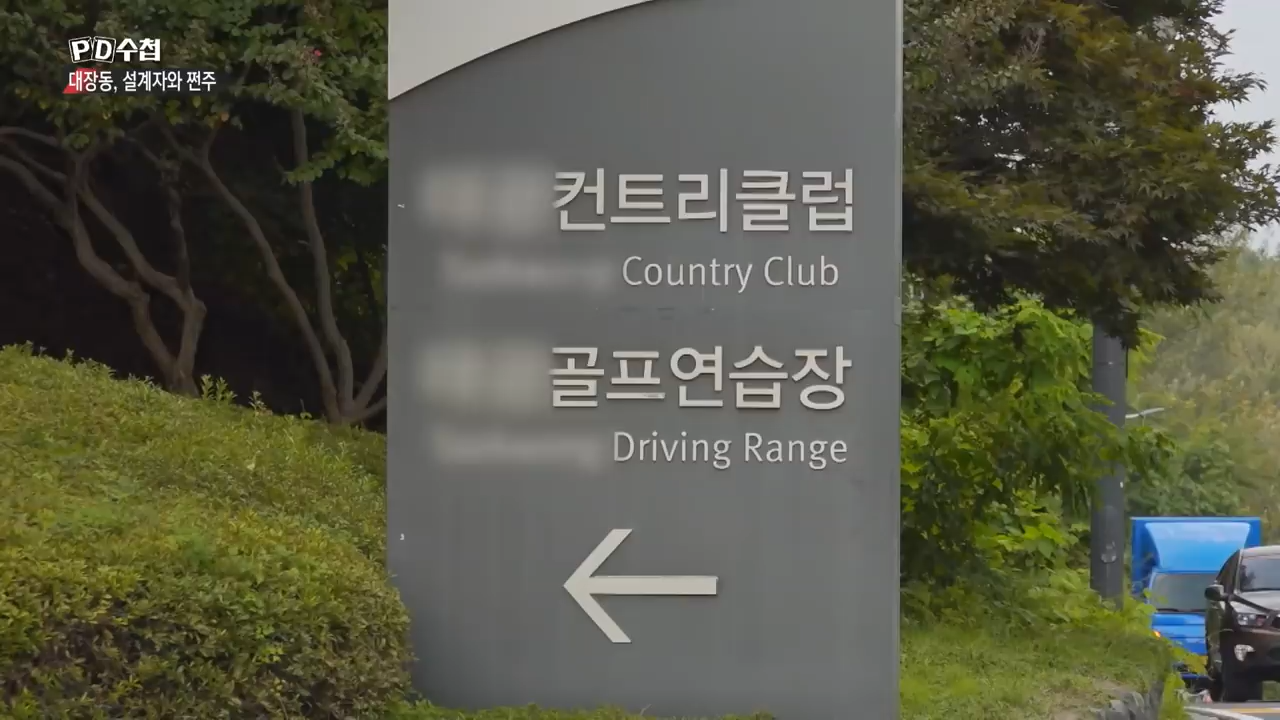 PD수첩
대장동, 설계자와 쩐주
컨트리클럽
Country Club
골프연습장
Driving Range